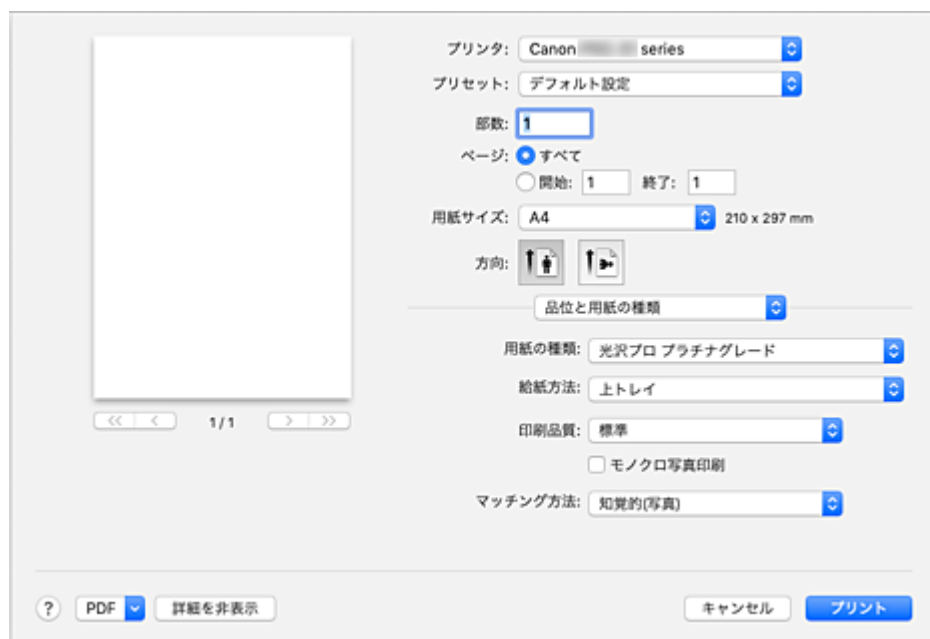 プリンタ: Canon series
プリセット: デフォルト設定
部数: 1
ページ: すべて
開始: 1 終了: 1
用紙サイズ: A4 210 x 297 mm
方向:
品位と用紙の種類
用紙の種類: 光沢プロ プラチナグレード
給紙方法: 上トレイ
<< < 1 / 1 > >>
印刷品質: 標準
モノクロ写真印刷
マッチング方法: 知覚的(写真)
? PDF 詳細を非表示 キャンセル プリント